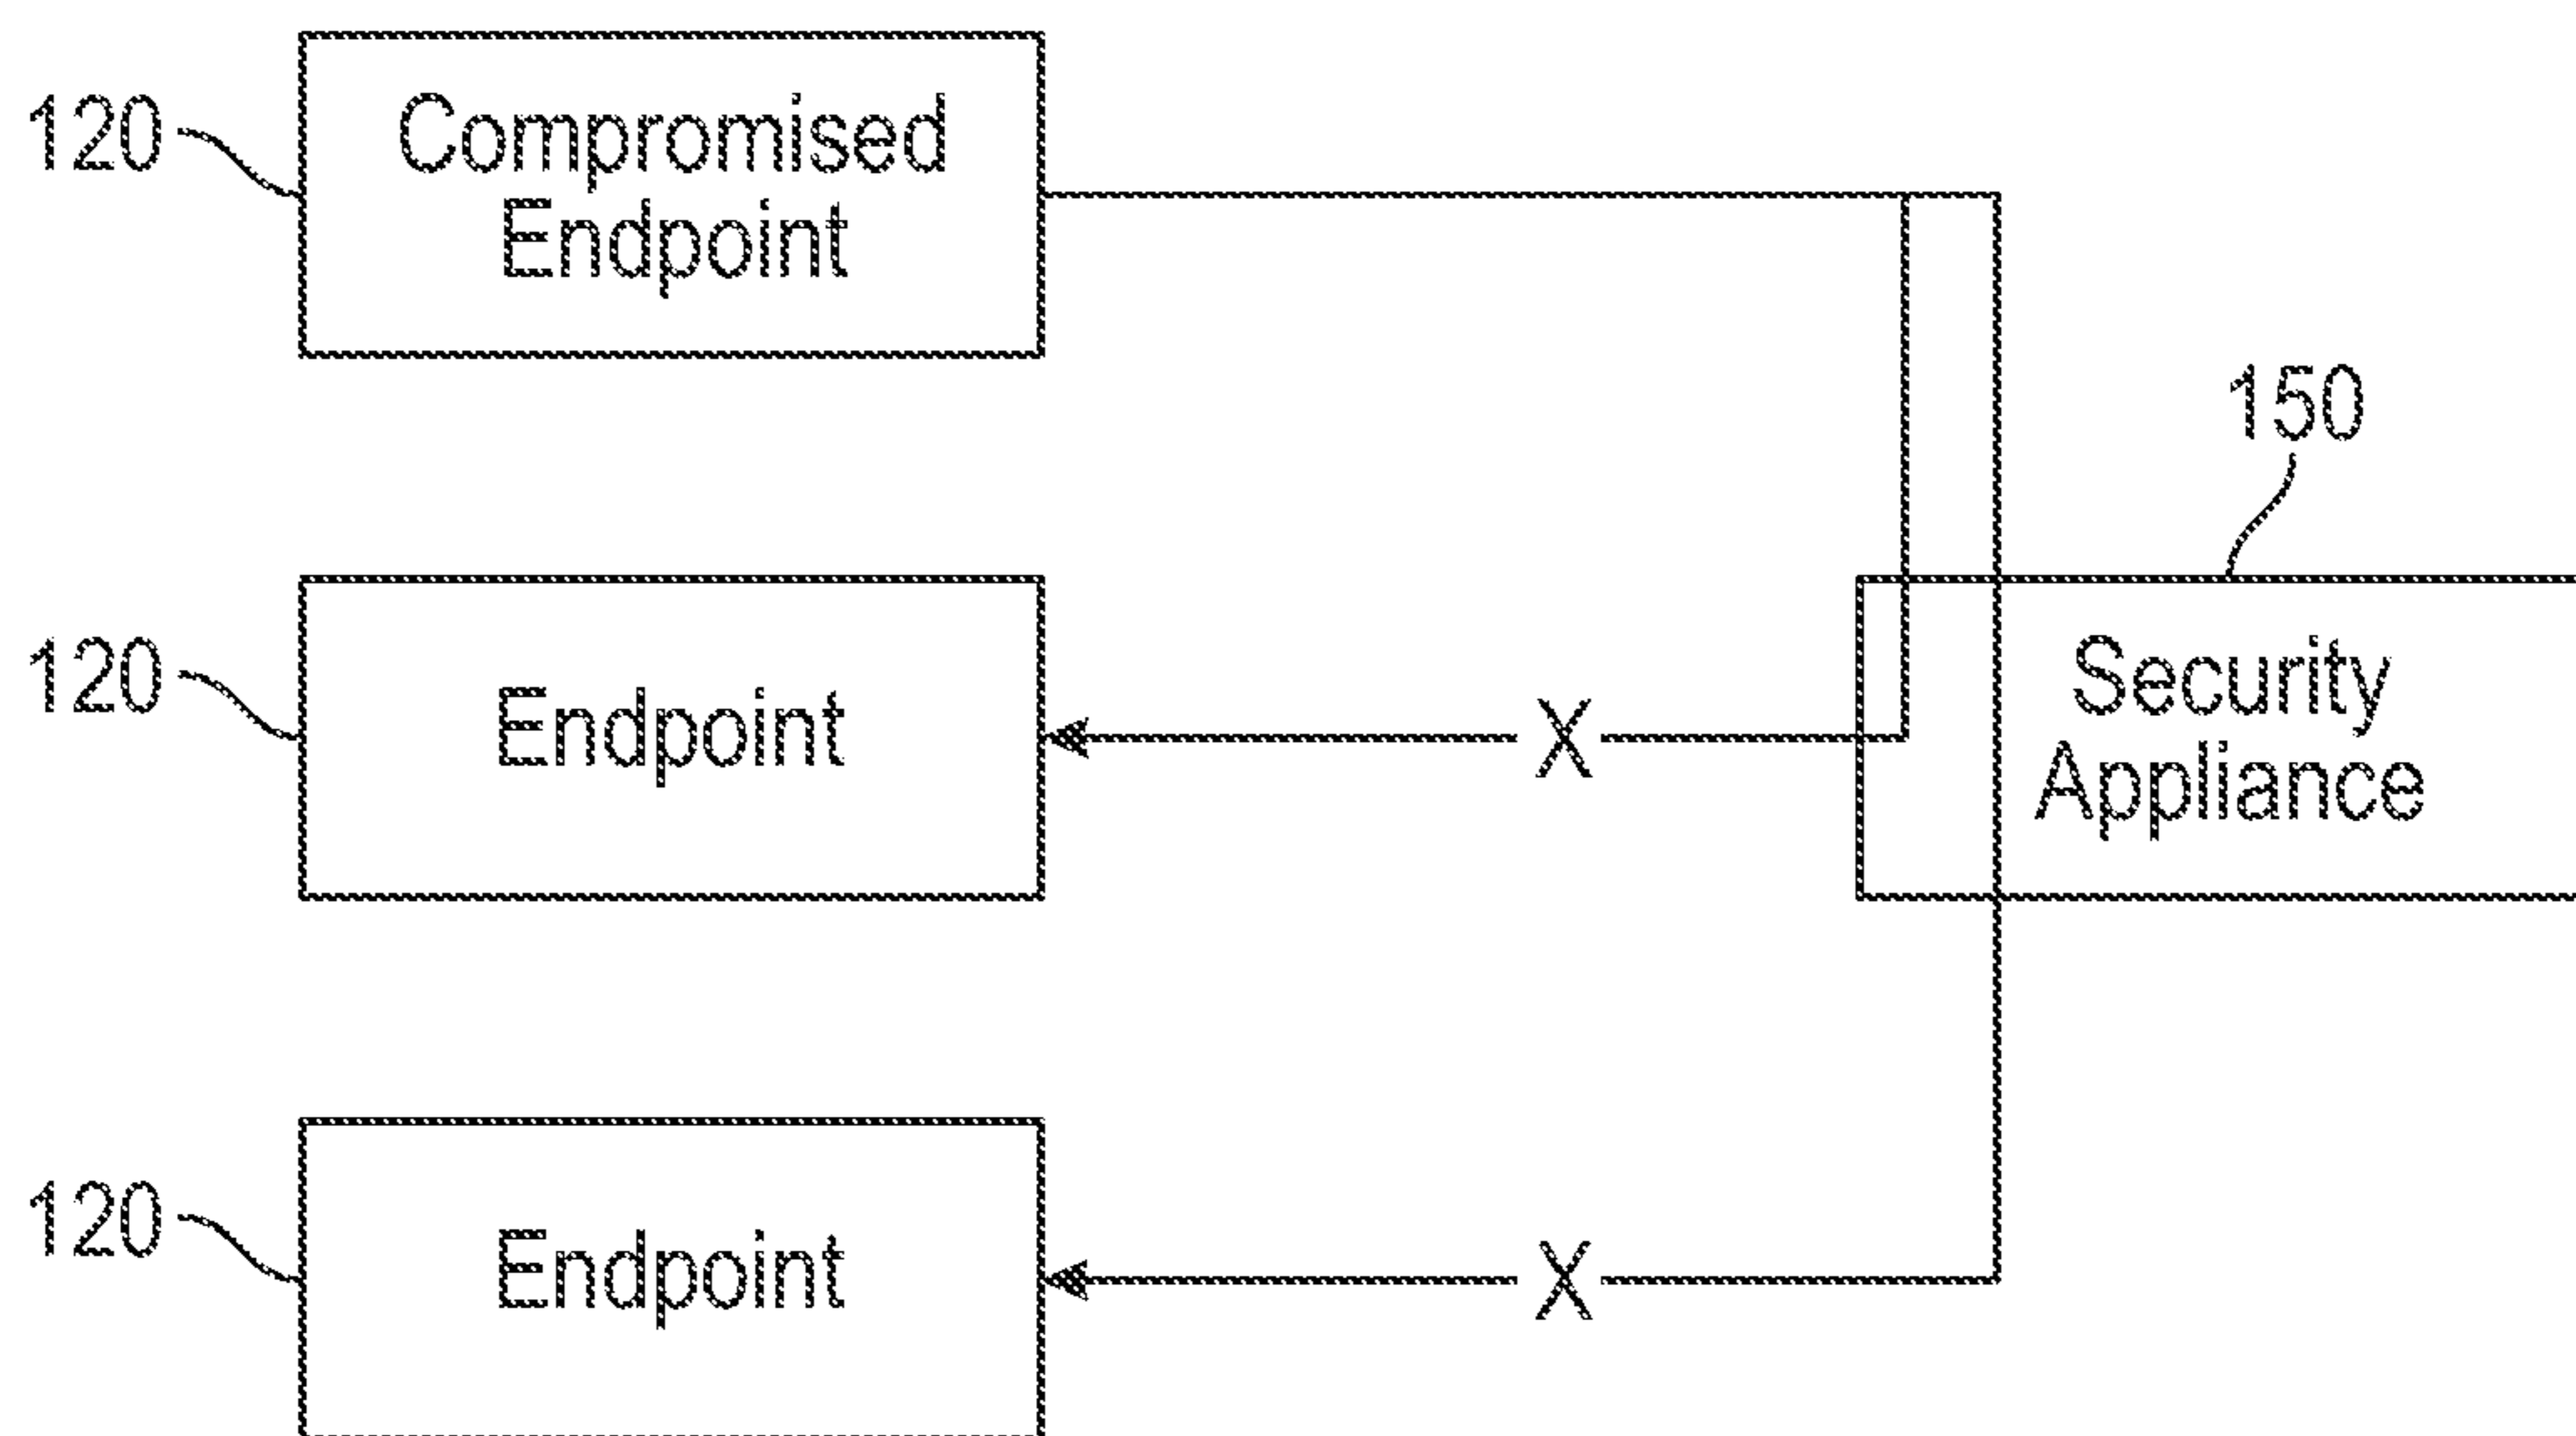 120
Compromised
Endpoint
150
120
Endpoint
X
Security
Appliance
120
Endpoint
X